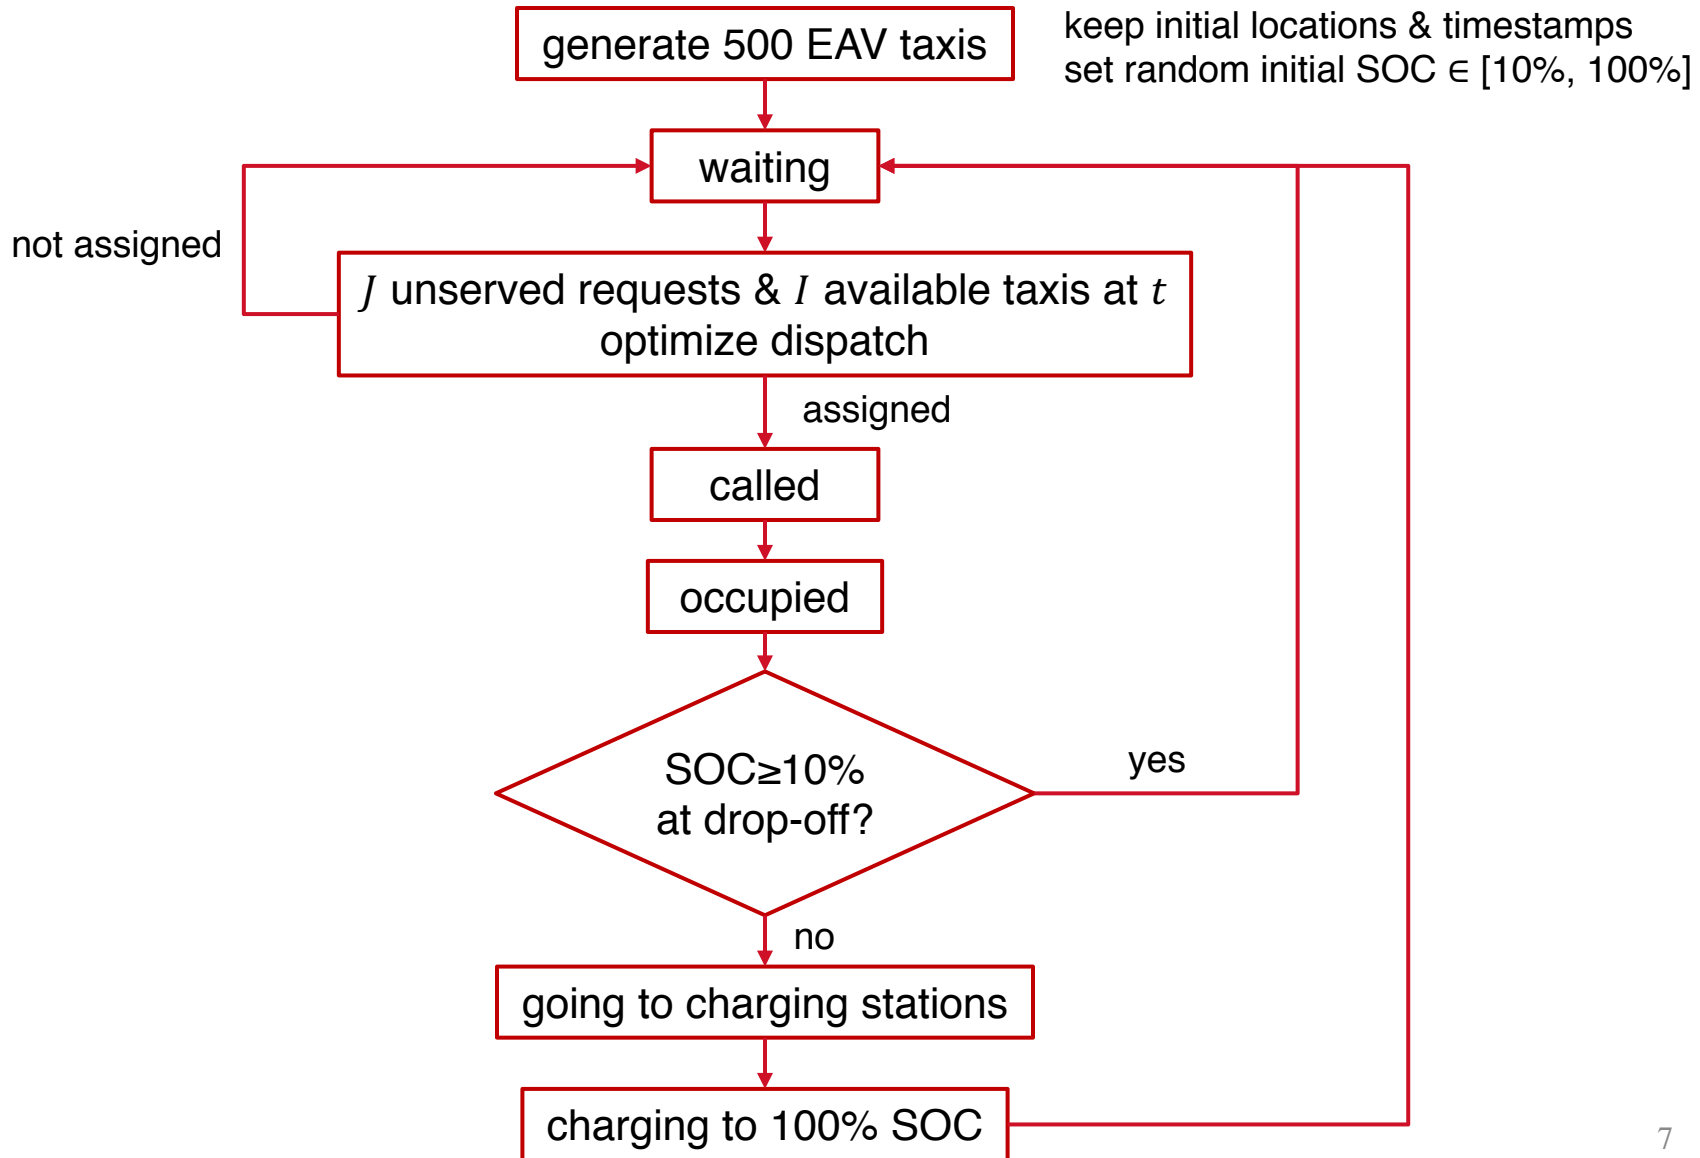 generate 500 EAV taxis
keep initial locations & timestamps
set random initial SOC ∈ [10%, 100%]
waiting
not assigned
J unserved requests & I available taxis at t
optimize dispatch
assigned
called
occupied
SOC≥10%
at drop-off?
yes
no
going to charging stations
charging to 100% SOC
7